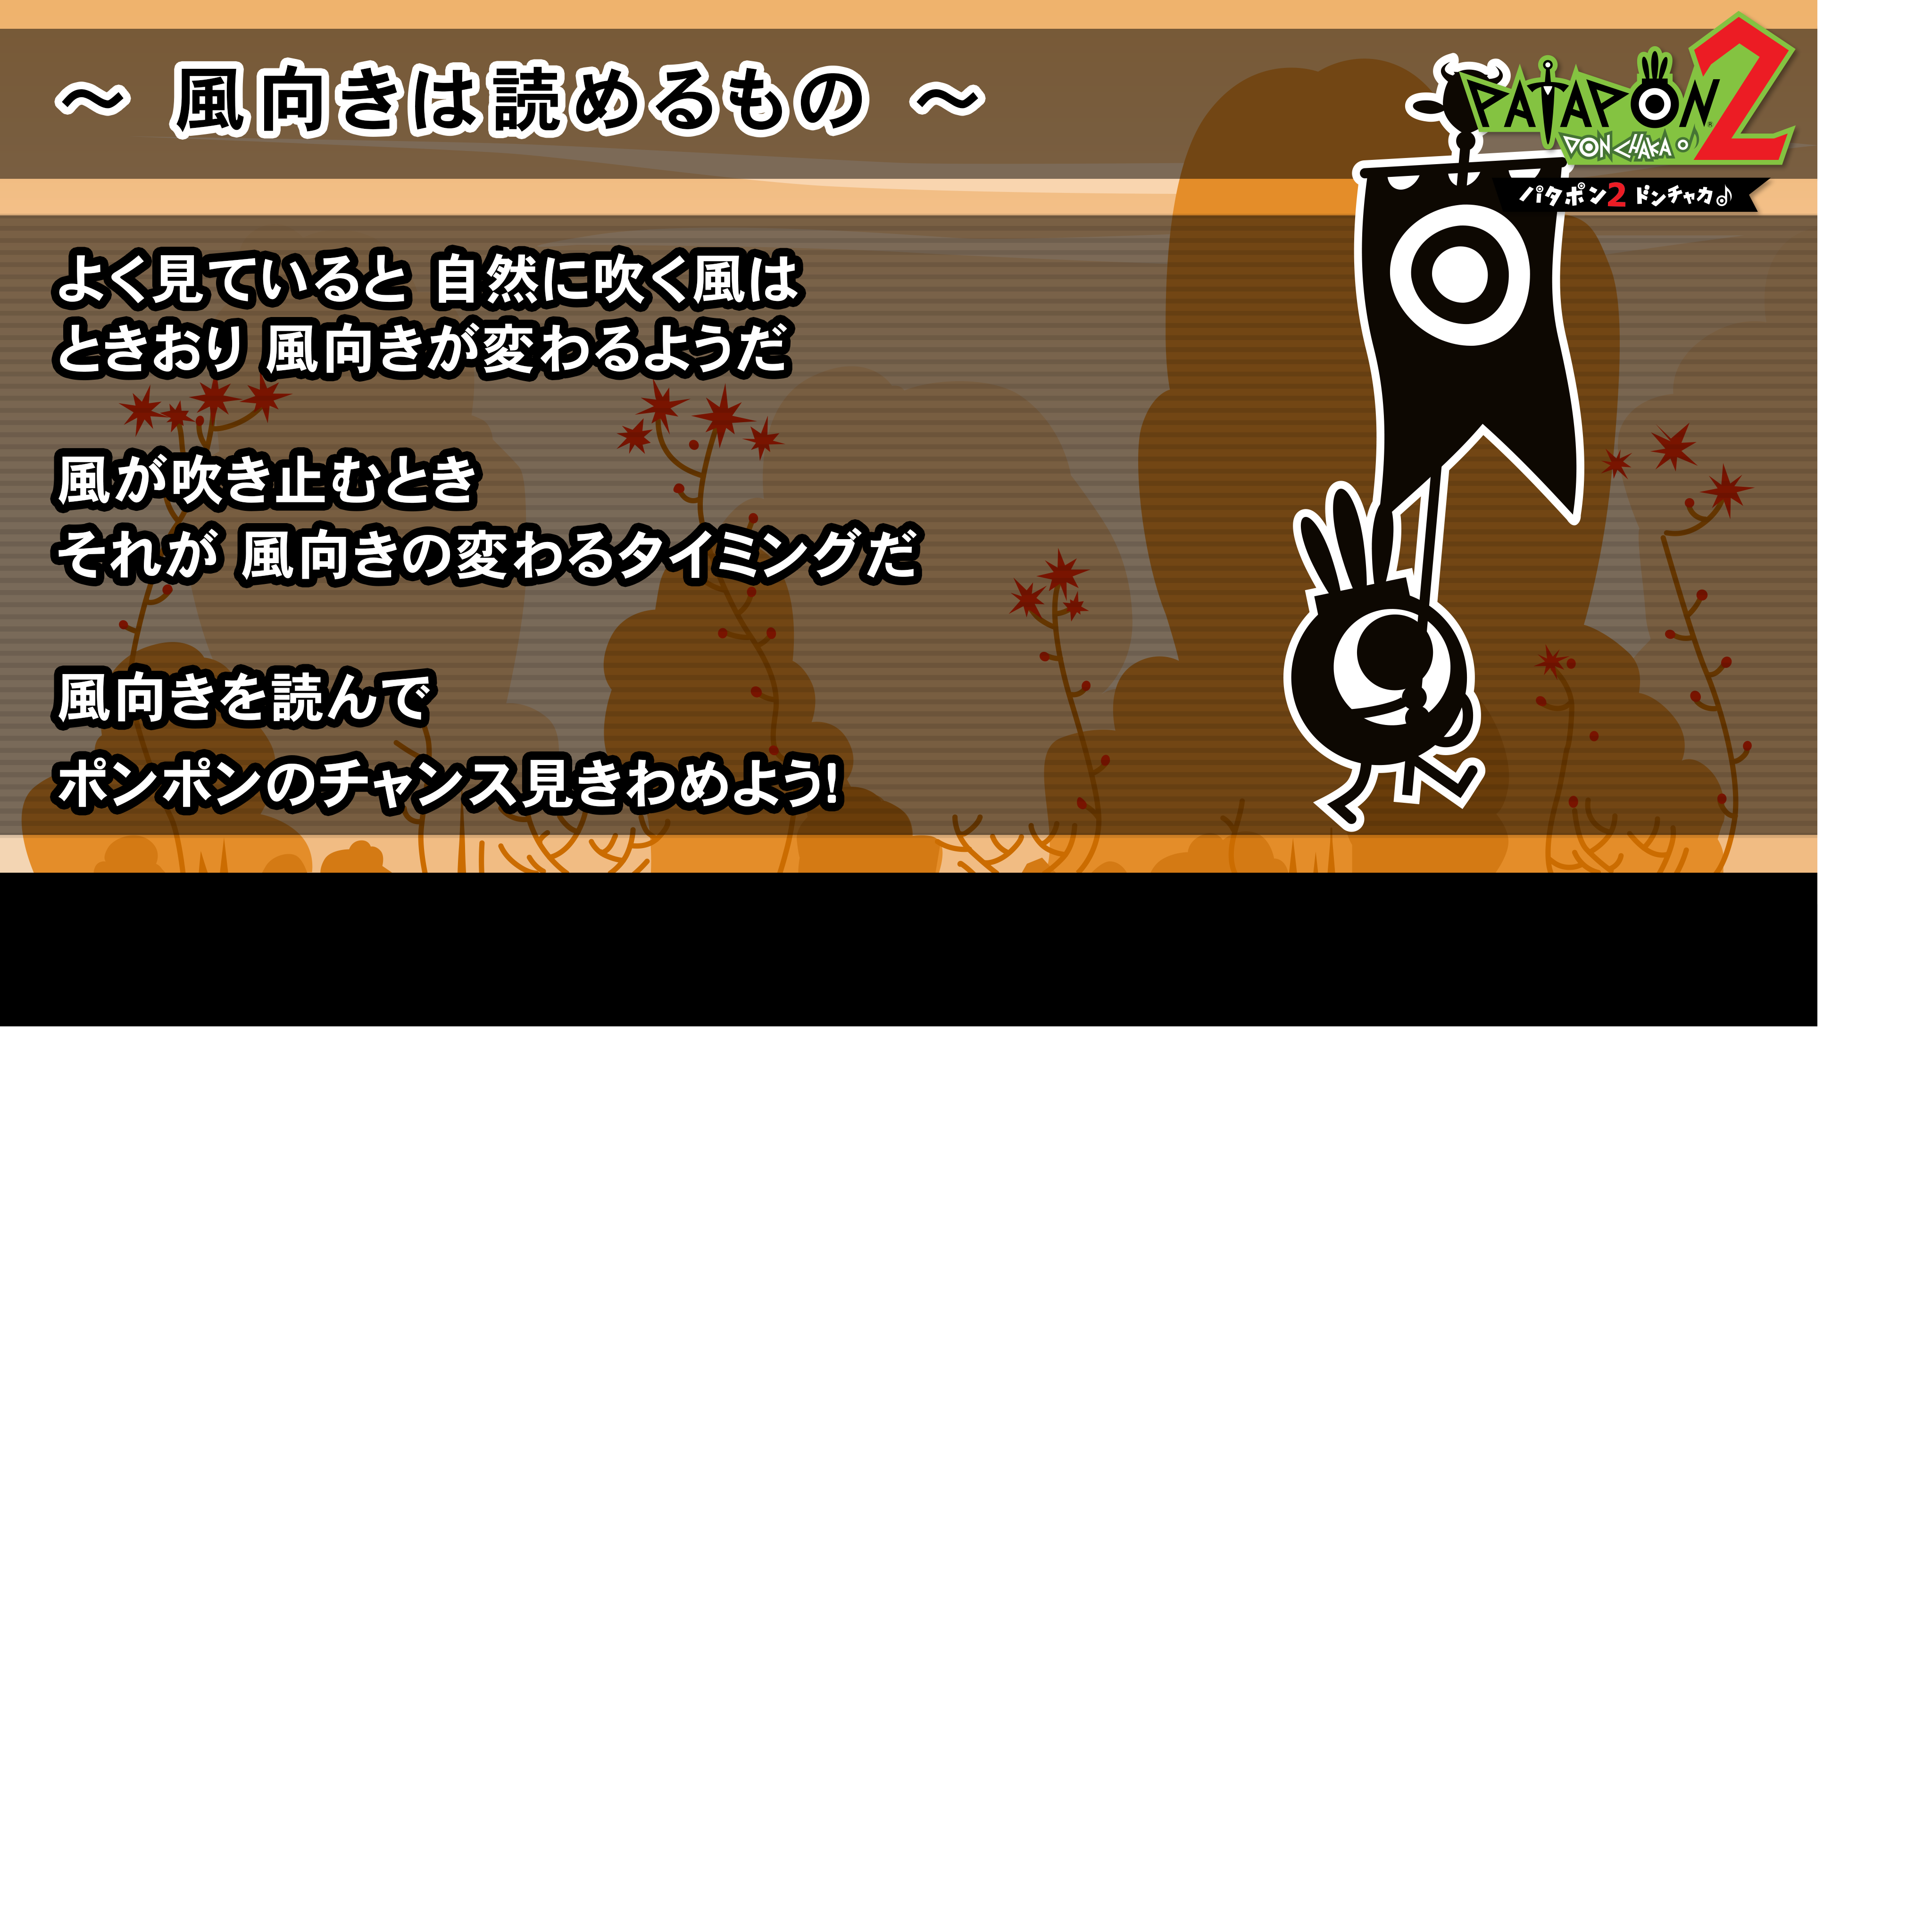 ～ 風向きは読めるもの ～
PATAPON2
DON CHAKA♪
パタポン2 ドンチャカ♪
よく見ていると 自然に吹く風は
ときおり 風向きが変わるようだ
風が吹き止むとき
それが 風向きの変わるタイミングだ
風向きを読んで
ポンポンのチャンス見きわめよう!